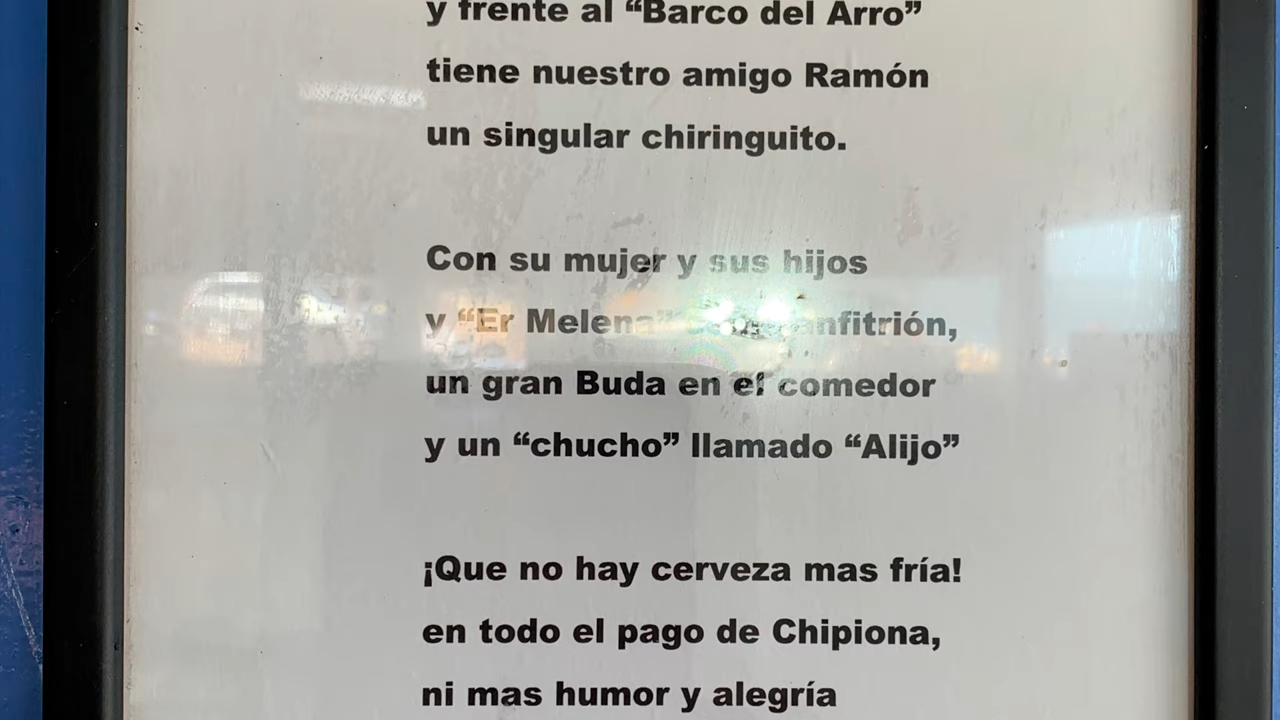 y frente al “Barco del Arro”
tiene nuestro amigo Ramón
un singular chiringuito.
Con su mujer y sus hijos
y “Er Melena” anfitrión,
un gran Buda en el comedor
y un “chucho” llamado “Alijo”
¡Que no hay cerveza mas fría!
en todo el pago de Chipiona,
ni mas humor y alegría